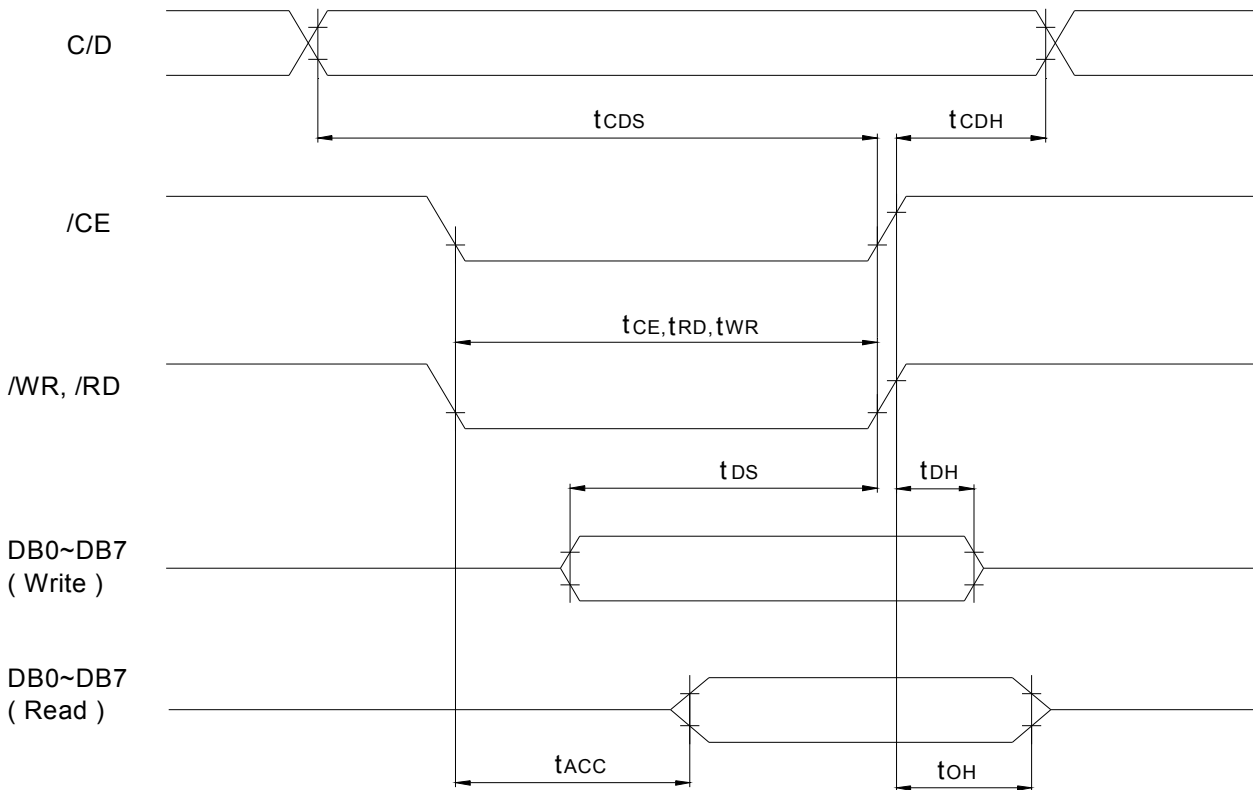 C/D
tCDS
tCDH
/CE
tCE,tRD,tWR
/WR, /RD
tDS
tDH
DB0~DB7
( Write )
DB0~DB7
( Read )
tACC
tOH